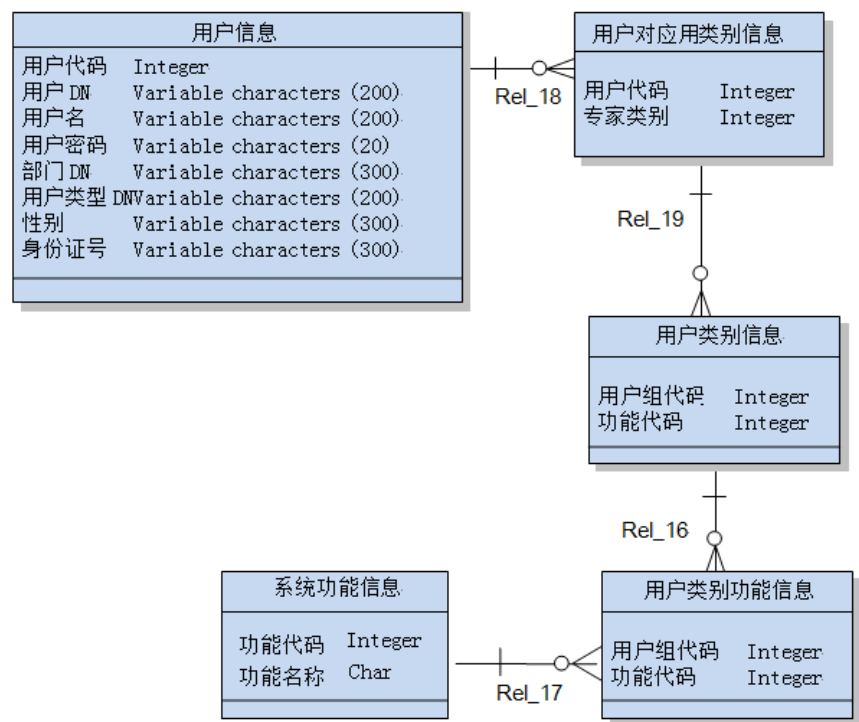 用户信息
用户代码 Integer
用户DN Variable characters (200)
用户名 Variable characters (200)
用户密码 Variable characters (20)
部门DN Variable characters (300)
用户类型DN Variable characters (200)
性别 Variable characters (300)
身份证号 Variable characters (300)
Rel_18
用户对应用类别信息
用户代码 Integer
专家类别 Integer
Rel_19
用户类别信息
用户组代码 Integer
功能代码 Integer
Rel_16
系统功能信息
功能代码 Integer
功能名称 Char
Rel_17
用户类别功能信息
用户组代码 Integer
功能代码 Integer